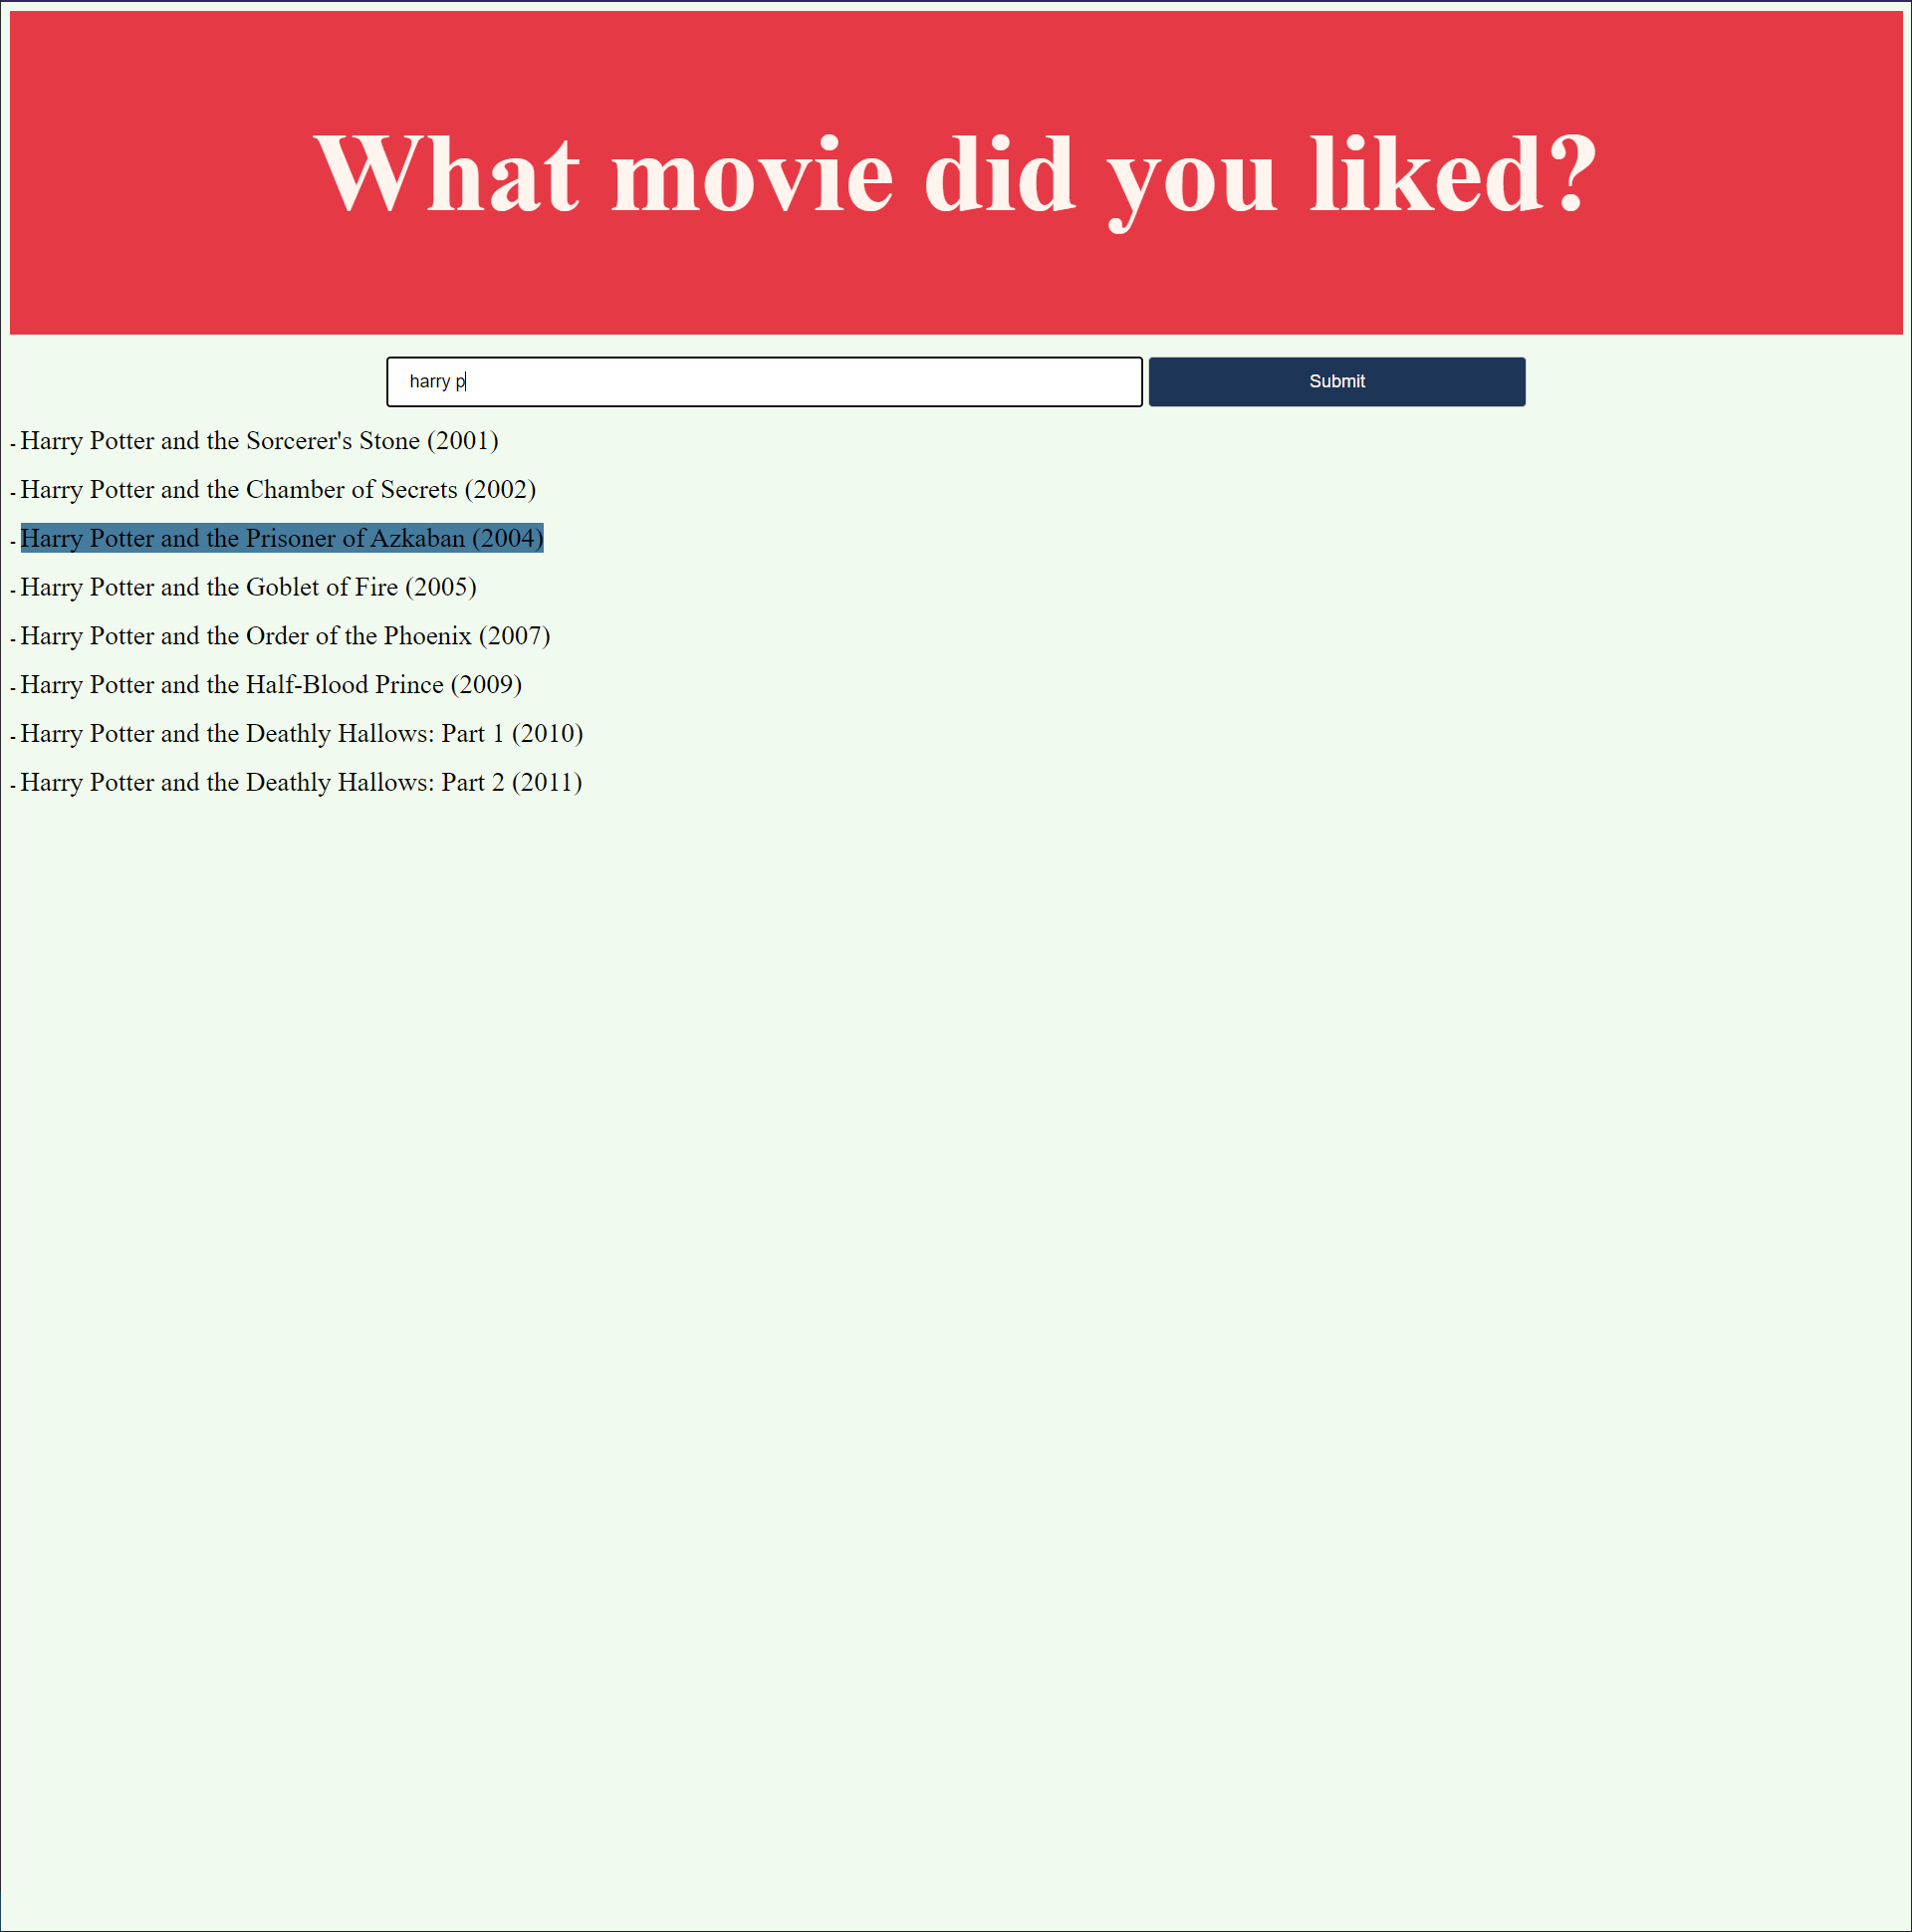 What movie did you liked?
harry p
Submit
- Harry Potter and the Sorcerer's Stone (2001)
- Harry Potter and the Chamber of Secrets (2002)
- Harry Potter and the Prisoner of Azkaban (2004)
- Harry Potter and the Goblet of Fire (2005)
- Harry Potter and the Order of the Phoenix (2007)
- Harry Potter and the Half-Blood Prince (2009)
- Harry Potter and the Deathly Hallows: Part 1 (2010)
- Harry Potter and the Deathly Hallows: Part 2 (2011)